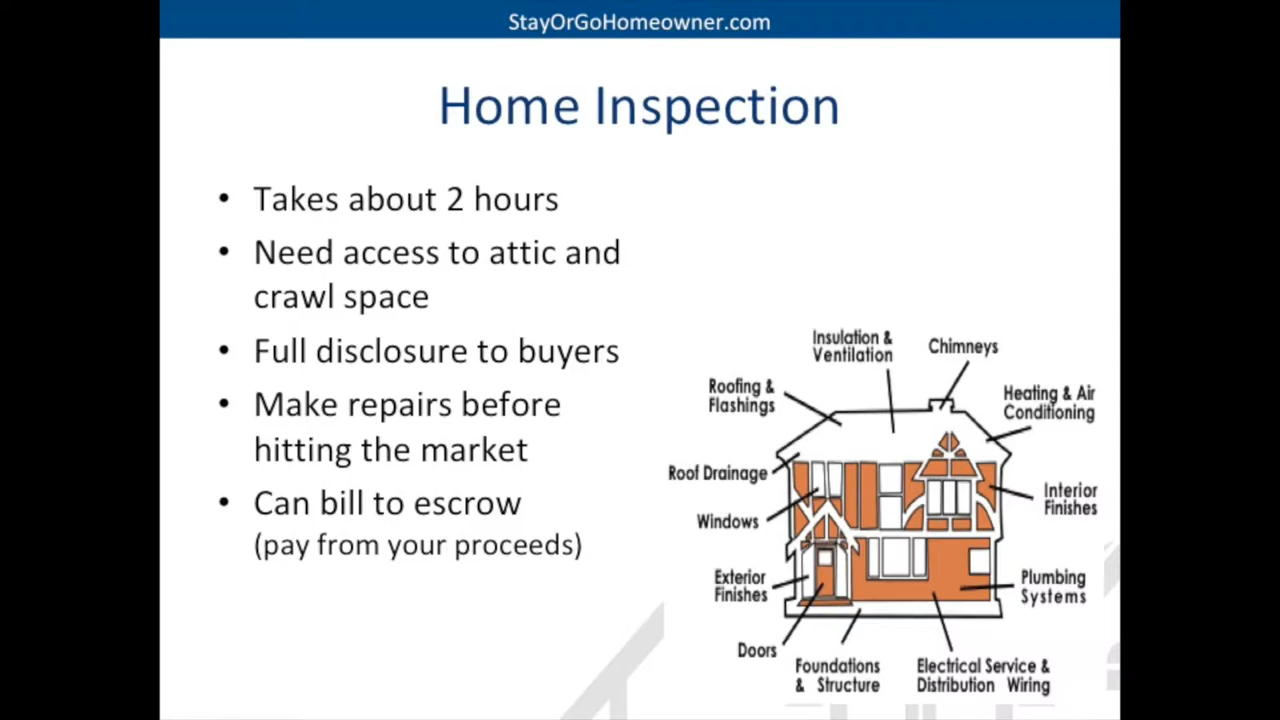 StayOrGoHomeowner.com
Home Inspection
• Takes about 2 hours
• Need access to attic and
crawl space
• Full disclosure to buyers
• Make repairs before
hitting the market
• Can bill to escrow
(pay from your proceeds)
Insulation &
Ventilation
Chimneys
Roofing &
Flashings
Heating & Air
Conditioning
Roof Drainage
Interior
Finishes
Windows
Exterior
Finishes
Plumbing
Systems
Doors
Foundations
& Structure
Electrical Service &
Distribution Wiring